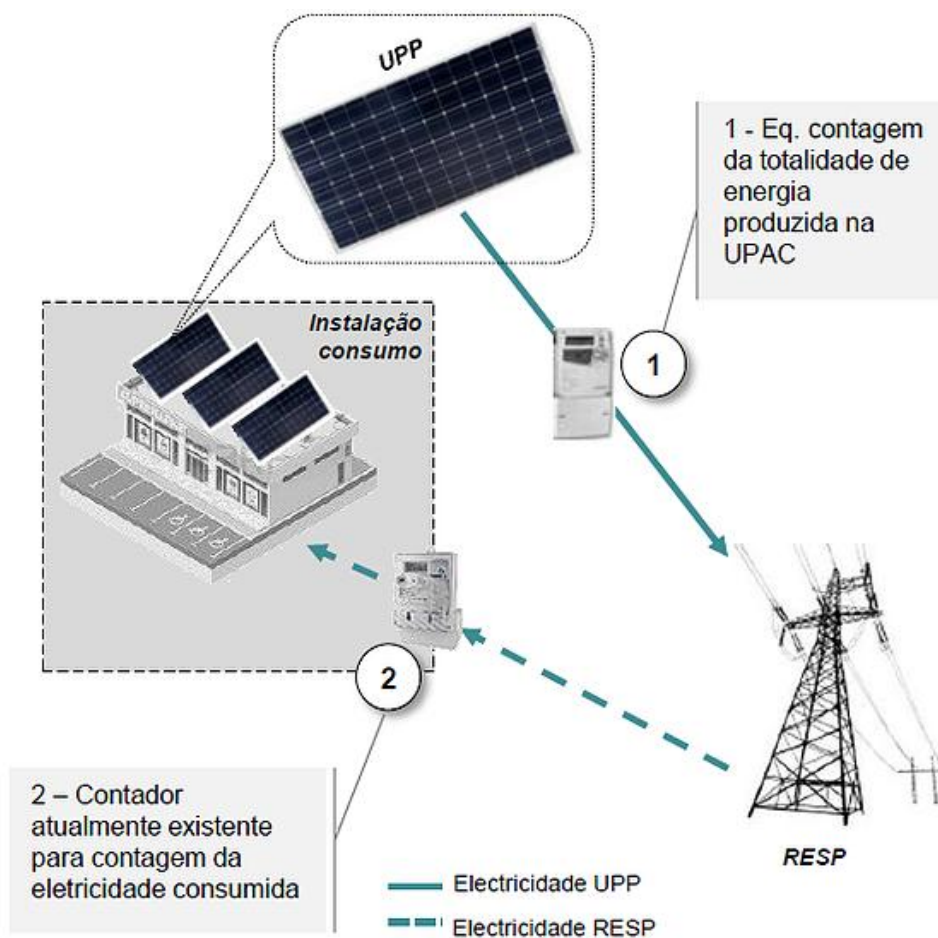 UPP
1 - Eq. contagem
da totalidade de
energia
produzida na
UPAC
Instalação
consumo
1
2
2 – Contador
atualmente existente
para contagem da
eletricidade consumida
RESP
Electricidade UPP
Electricidade RESP